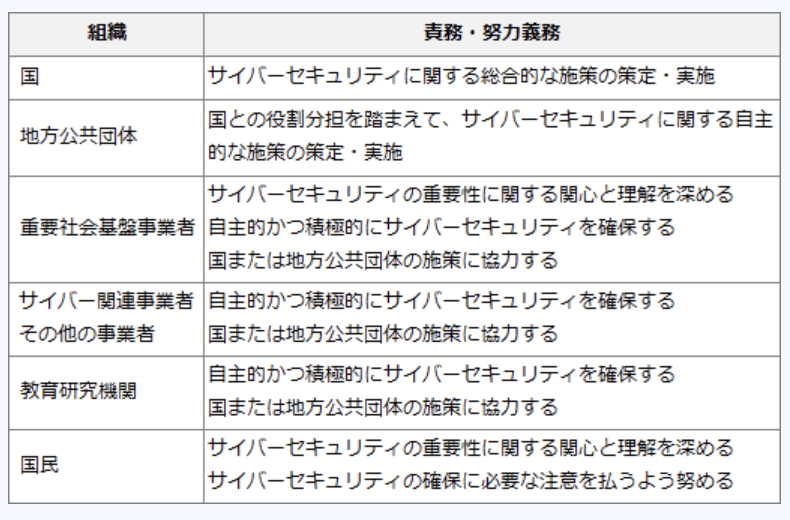 組織 責務・努力義務
国 サイバーセキュリティに関する総合的な施策の策定・実施
地方公共団体 国との役割分担を踏まえて、サイバーセキュリティに関する自主
的な施策の策定・実施
重要社会基盤事業者 サイバーセキュリティの重要性に関する関心と理解を深める
自主的かつ積極的にサイバーセキュリティを確保する
国または地方公共団体の施策に協力する
サイバー関連事業者 自主的かつ積極的にサイバーセキュリティを確保する
その他の事業者 国または地方公共団体の施策に協力する
教育研究機関 自主的かつ積極的にサイバーセキュリティを確保する
国または地方公共団体の施策に協力する
国民 サイバーセキュリティの重要性に関する関心と理解を深める
サイバーセキュリティの確保に必要な注意を払うよう努める